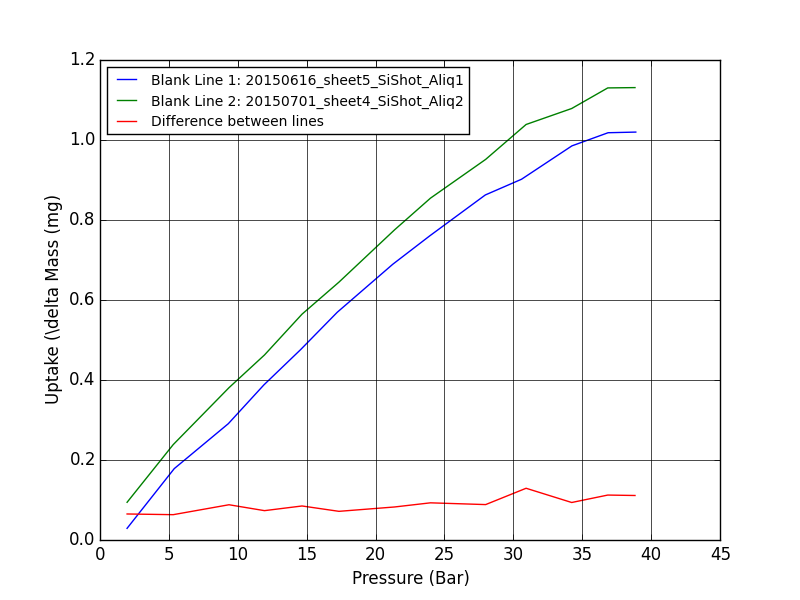 1.2
1.0
0.8
0.6
0.4
0.2
0.0
Uptake (\delta Mass (mg)
Blank Line 1: 20150616_sheet5_SiShot_Aliq1
Blank Line 2: 20150701_sheet4_SiShot_Aliq2
Difference between lines
0 5 10 15 20 25 30 35 40 45
Pressure (Bar)